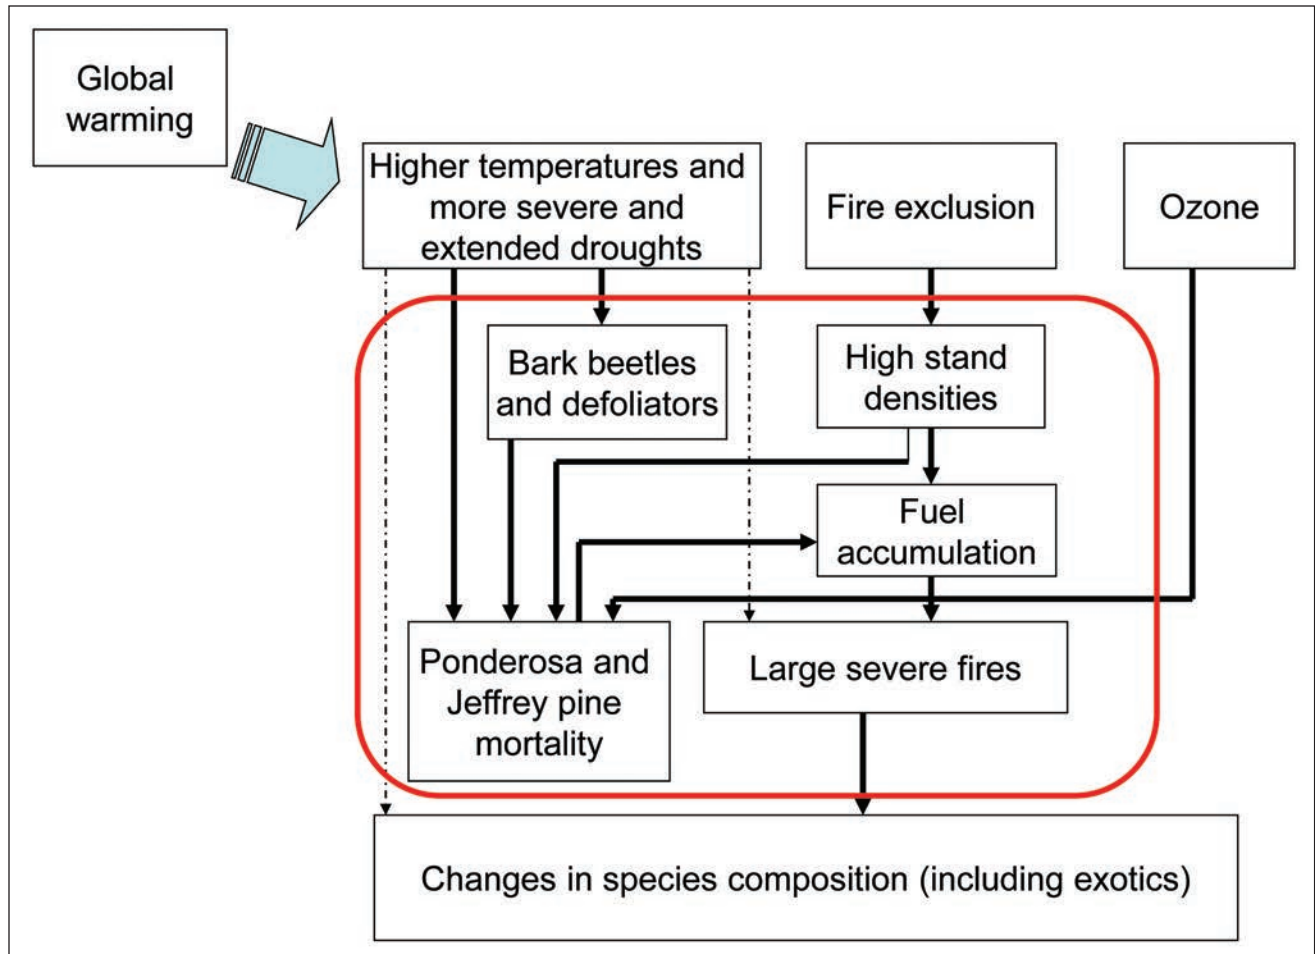 Global
warming
Higher temperatures and
more severe and
extended droughts
Fire exclusion
Ozone
Bark beetles
and defoliators
High stand
densities
Fuel
accumulation
Ponderosa and
Jeffrey pine
mortality
Large severe fires
Changes in species composition (including exotics)